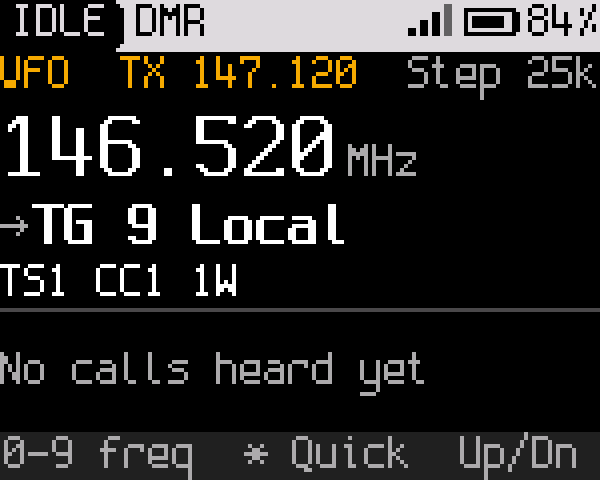 IDLE DMR 84%
VFO TX 147.120 Step 25k
146.520 MHz
→TG 9 Local
TS1 CC1 1W
No calls heard yet
0-9 freq * Quick Up/Dn